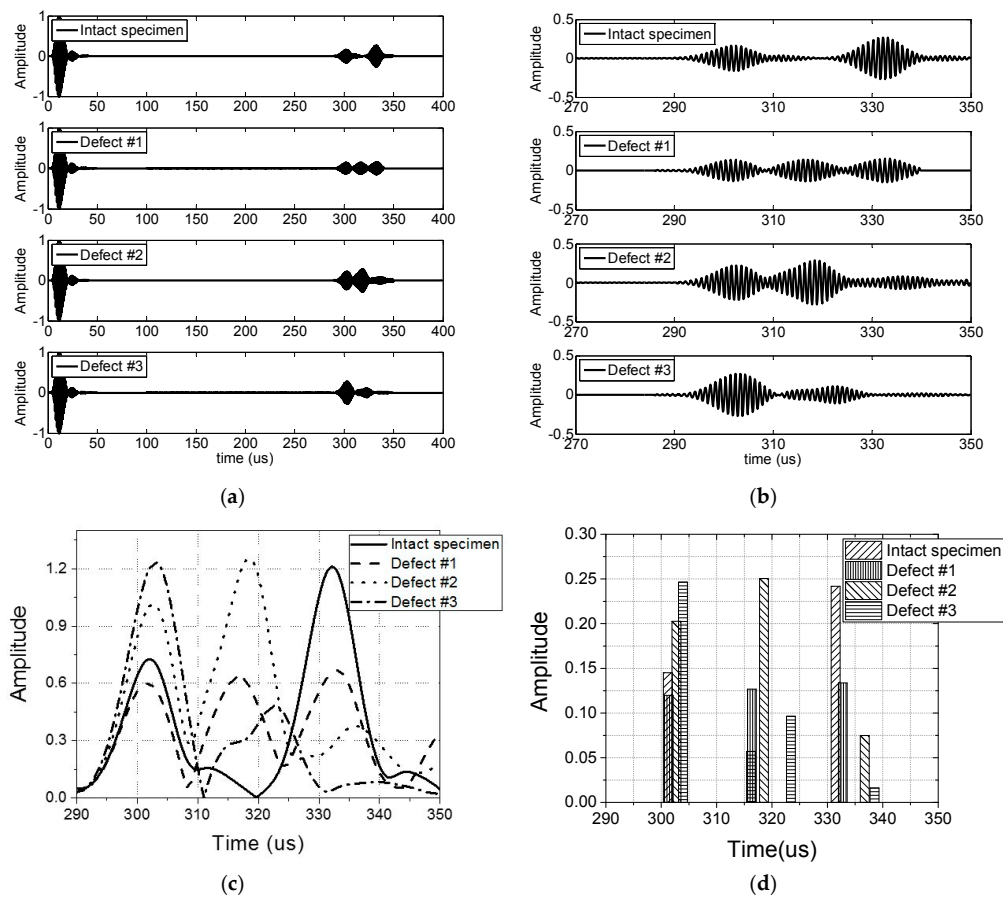 Intact specimen
Amplitude
1
0
-1
0 50 100 150 200 250 300 350 400
Defect #1
Amplitude
1
0
-1
0 50 100 150 200 250 300 350 400
Defect #2
Amplitude
1
0
-1
0 50 100 150 200 250 300 350 400
Defect #3
Amplitude
1
0
-1
0 50 100 150 200 250 300 350 400
time (us)
(a)
Intact specimen
Amplitude
0.5
0
-0.5
270 290 310 330 350
Defect #1
Amplitude
0.5
0
-0.5
270 290 310 330 350
Defect #2
Amplitude
0.5
0
-0.5
270 290 310 330 350
Defect #3
Amplitude
0.5
0
-0.5
270 290 310 330 350
time (us)
(b)
Intact specimen
Defect #1
Defect #2
Defect #3
Amplitude
1.2
0.9
0.6
0.3
0.0
290 300 310 320 330 340 350
Time (us)
(c)
Intact specimen
Defect #1
Defect #2
Defect #3
Amplitude
0.30
0.25
0.20
0.15
0.10
0.05
0.00
290 300 310 320 330 340 350
Time(us)
(d)